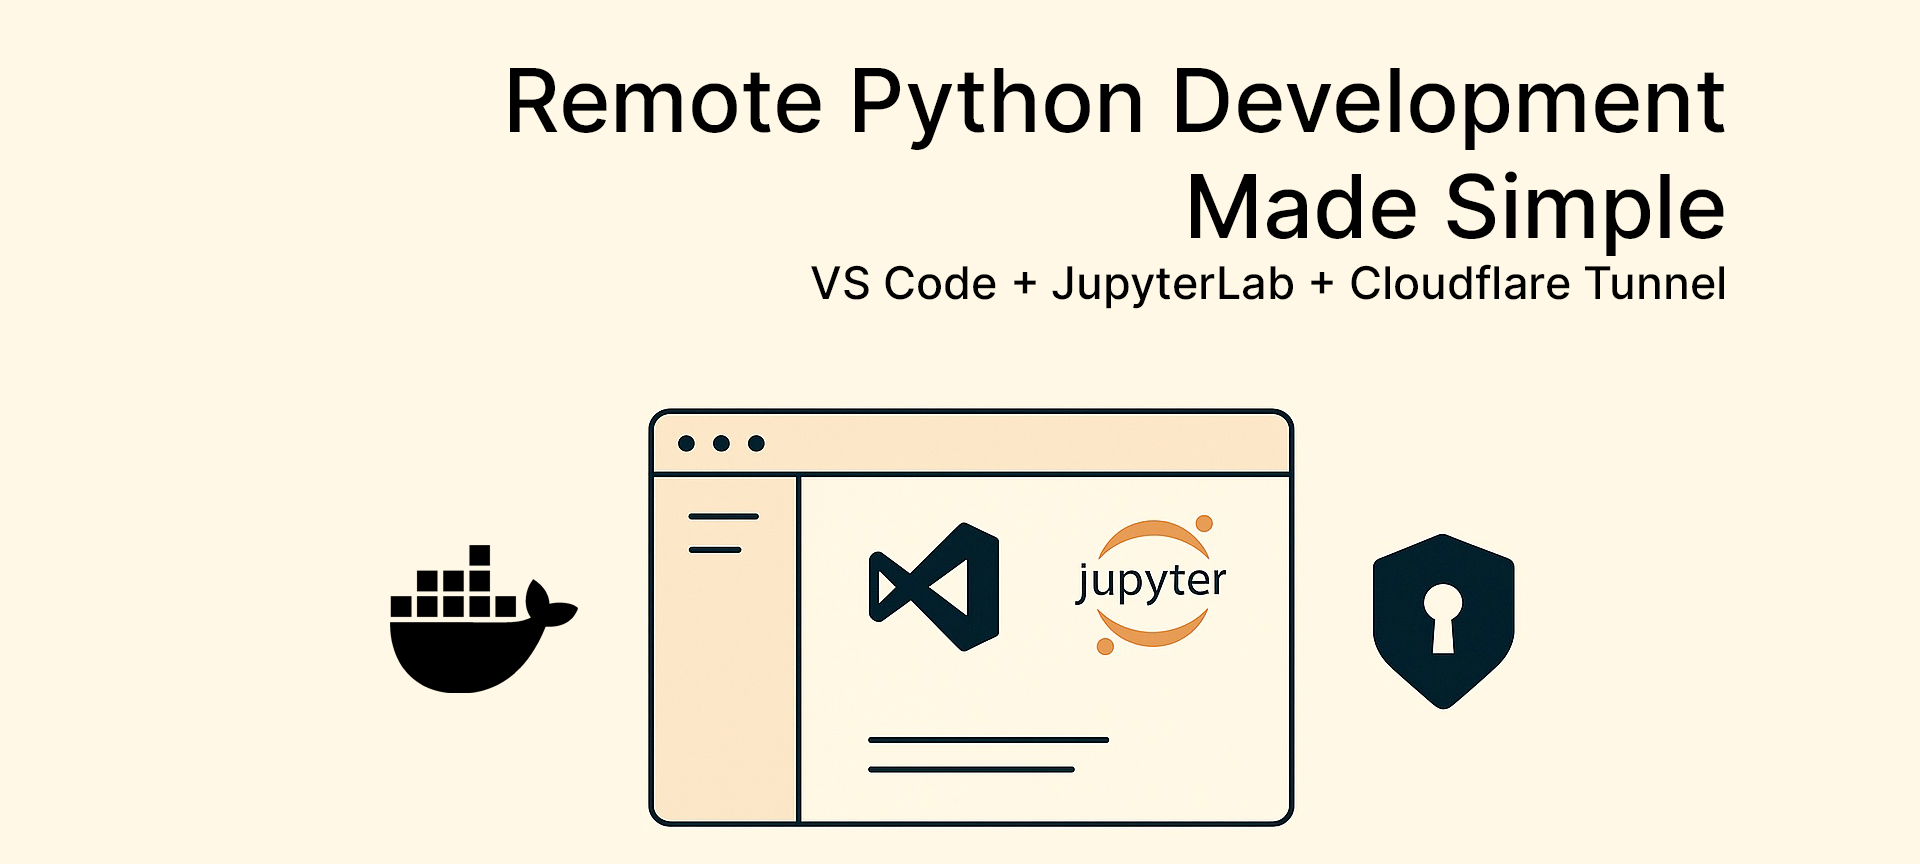 Remote Python Development
Made Simple
VS Code + JupyterLab + Cloudflare Tunnel
jupyter